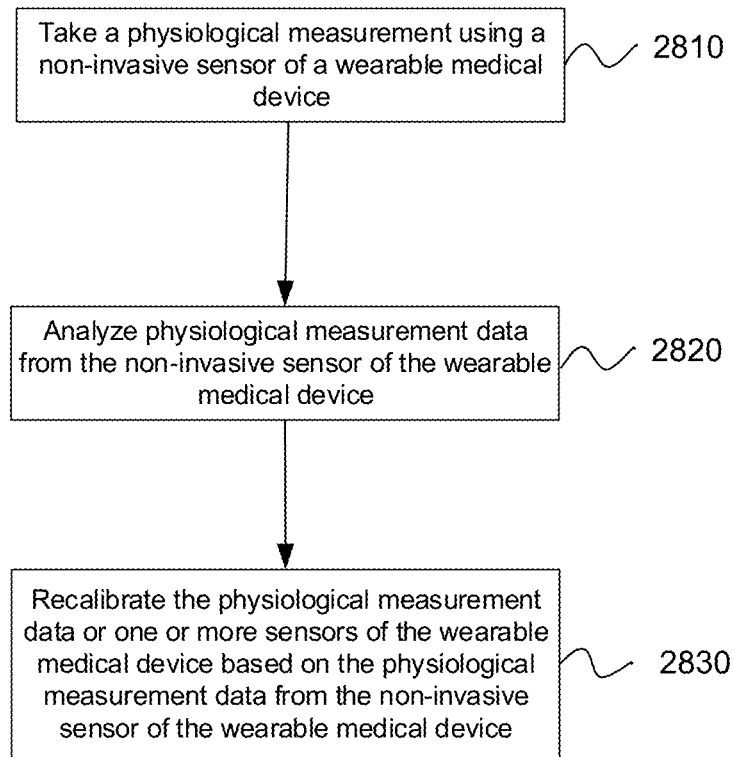 Take a physiological measurement using a
non-invasive sensor of a wearable medical
device
2810
Analyze physiological measurement data
from the non-invasive sensor of the wearable
medical device
2820
Recalibrate the physiological measurement
data or one or more sensors of the wearable
medical device based on the physiological
measurement data from the non-invasive
sensor of the wearable medical device
2830